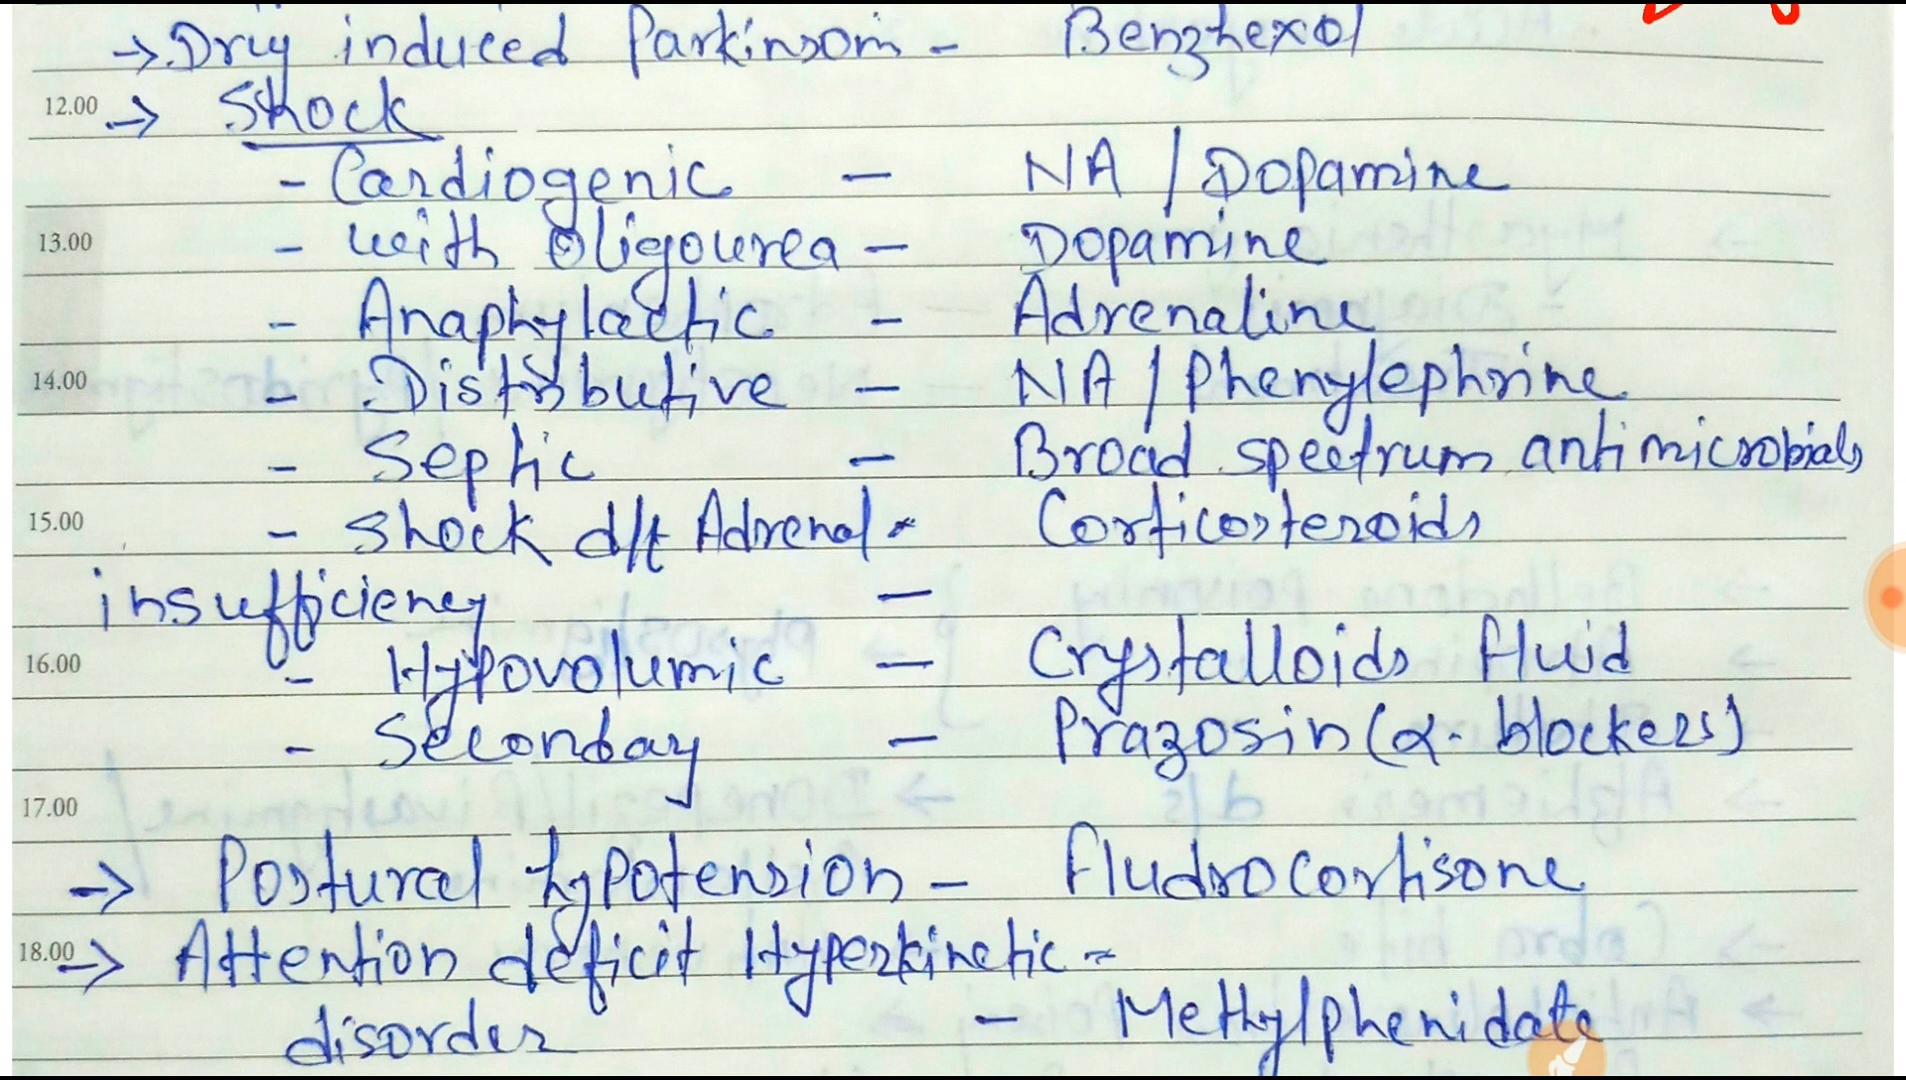 → Drug induced Parkinsom - Benzhexol
12.00 → Shock
- Cardiogenic - NA / Dopamine
13.00 - with Oligourea - Dopamine
- Anaphylactic - Adrenaline
14.00 - Distributive - NA / Phenylephrine
- Septic - Broad spectrum antimicrobials
15.00 - Shock d/t Adrenal - Corticosteroids
insufficiency -
16.00 - Hypovolumic - Crystalloids fluid
- Seconday - Prazosin (α- blockers)
17.00
→ Postural hypotension - fludrocortisone
18.00 → Attention deficit Hyperkinetic -
disorder - Methylphenidate